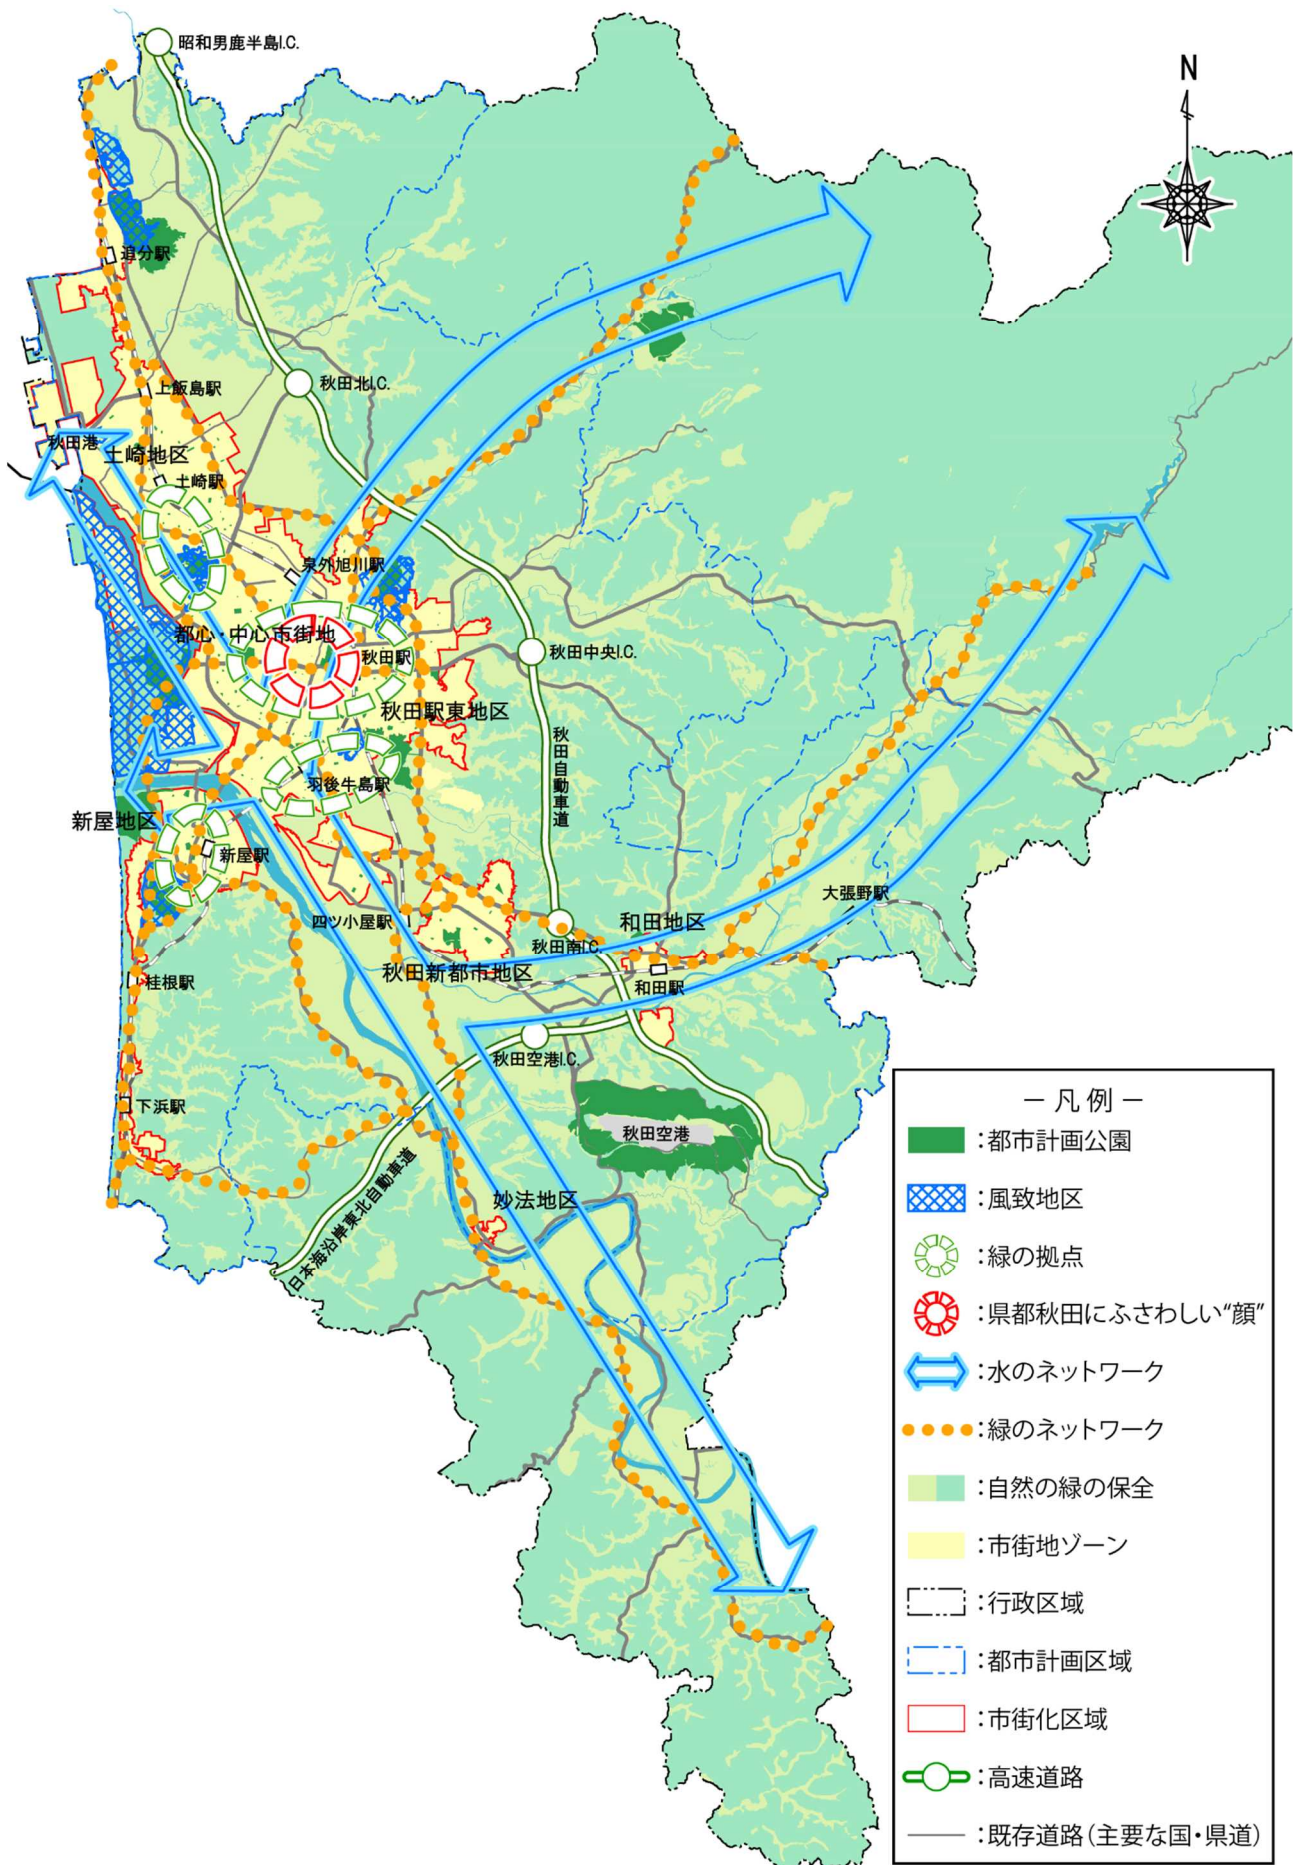 昭和男鹿半島I.C.
N
追分駅
上飯島駅
秋田北I.C.
秋田港
土崎地区
土崎駅
泉外旭川駅
都心・中心市街地
秋田駅
秋田中央I.C.
秋田駅東地区
秋田自動車道
羽後牛島駅
新屋地区
新屋駅
大張野駅
四ツ小屋駅
和田地区
秋田南I.C.
秋田新都市地区
桂根駅
和田駅
秋田空港I.C.
下浜駅
秋田空港
日本海沿岸東北自動車道
妙法地区
－ 凡 例 －
：都市計画公園
：風致地区
：緑の拠点
：県都秋田にふさわしい“顔”
：水のネットワーク
：緑のネットワーク
：自然の緑の保全
：市街地ゾーン
：行政区域
：都市計画区域
：市街化区域
：高速道路
：既存道路（主要な国・県道）